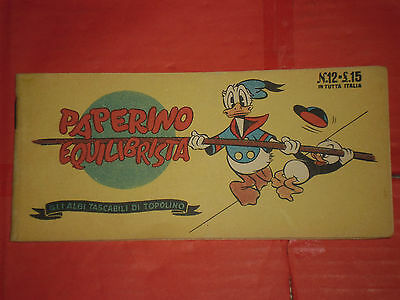 PAPERINO
EQUILIBRISTA
GLI ALBI TASCABILI DI TOPOLINO
N.12-£.15
IN TUTTA ITALIA